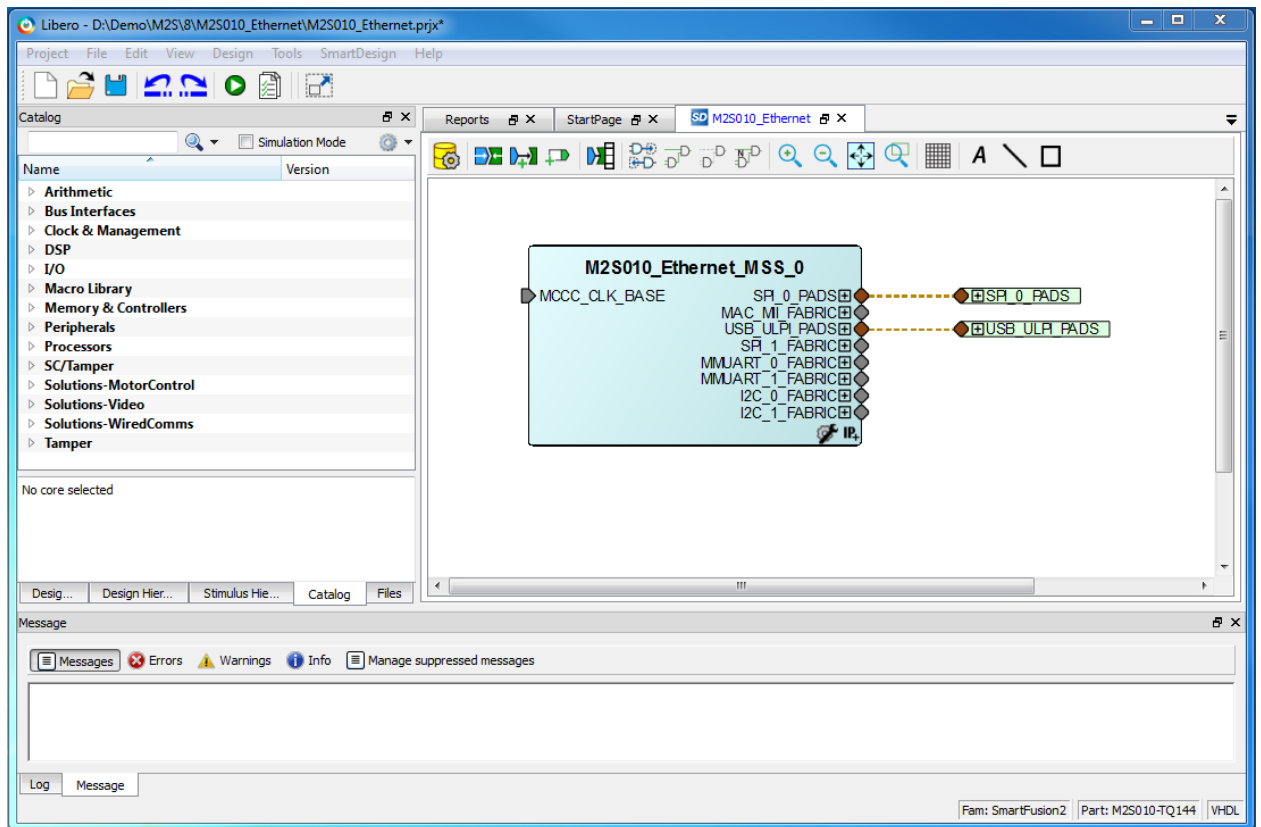 Libero - D:\Demo\M2S\8\M2S010_Ethernet\M2S010_Ethernet.prjx*
Project File Edit View Design Tools SmartDesign Help
Catalog
Simulation Mode
Name Version
Arithmetic
Bus Interfaces
Clock & Management
DSP
I/O
Macro Library
Memory & Controllers
Peripherals
Processors
SC/Tamper
Solutions-MotorControl
Solutions-Video
Solutions-WiredComms
Tamper
No core selected
Desig... Design Hier... Stimulus Hie... Catalog Files
Reports StartPage SD M2S010_Ethernet
A
M2S010_Ethernet_MSS_0
MCCC_CLK_BASE SPI_0_PADS SPI_0_PADS
MAC_MI_FABRIC
USB_ULPI_PADS USB_ULPI_PADS
SPI_1_FABRIC
MMUART_0_FABRIC
MMUART_1_FABRIC
I2C_0_FABRIC
I2C_1_FABRIC
IP+
Message
Messages Errors Warnings Info Manage suppressed messages
Log Message
Fam: SmartFusion2 Part: M2S010-TQ144 VHDL